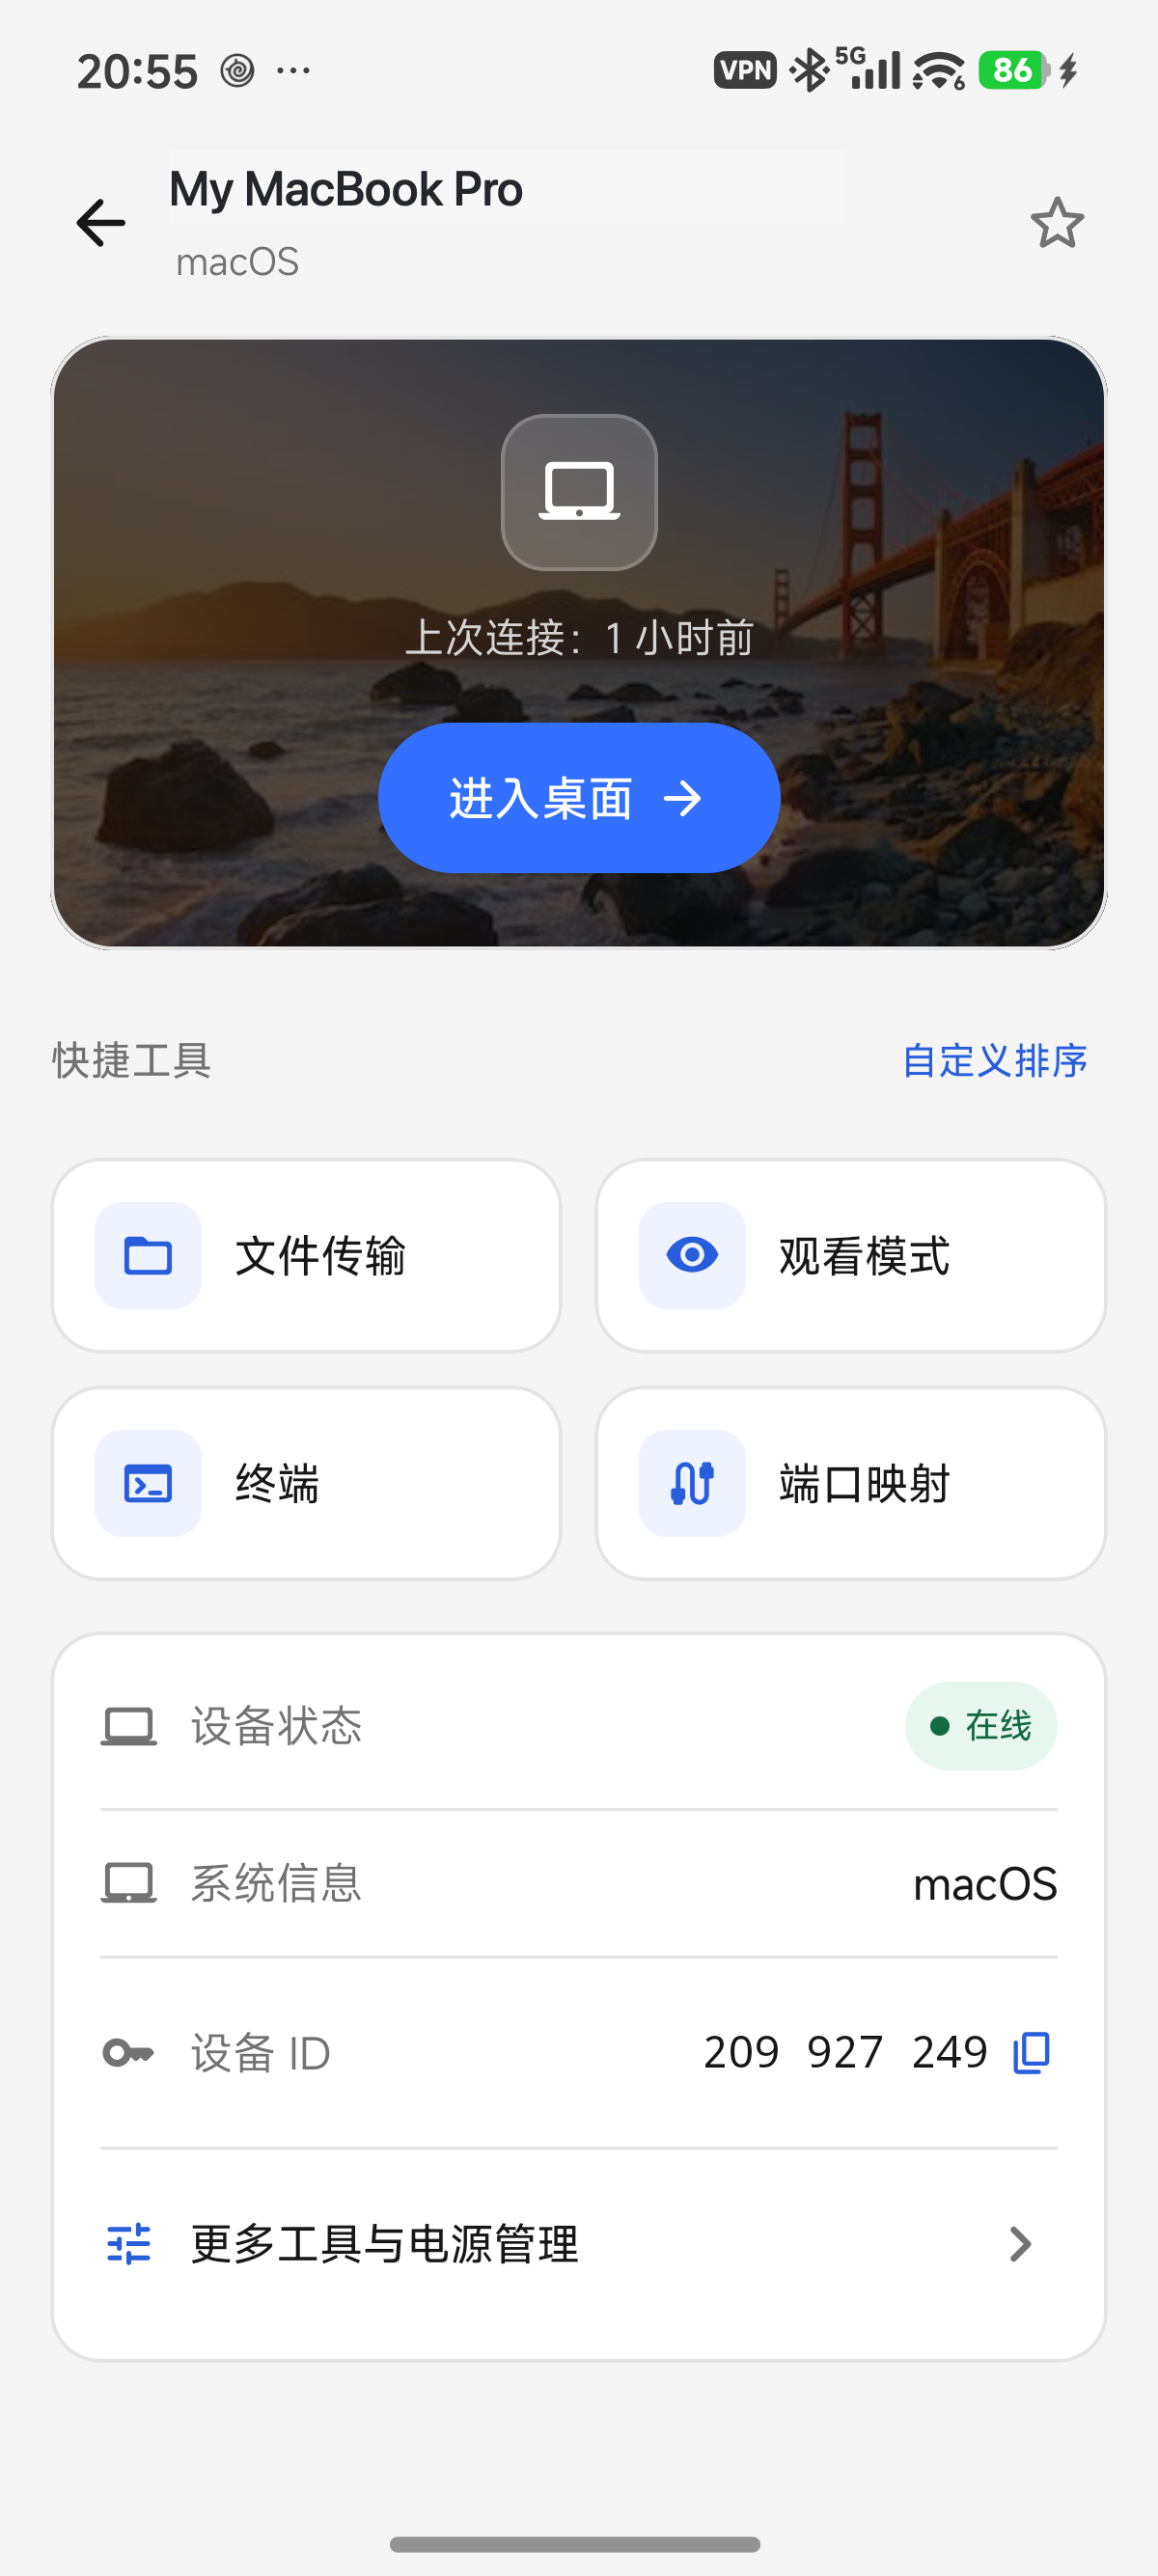 20:55 ··· VPN 5G 6 86
My MacBook Pro
macOS
上次连接：1 小时前
进入桌面
快捷工具 自定义排序
文件传输 观看模式
终端 端口映射
设备状态 在线
系统信息 macOS
设备 ID 209 927 249
更多工具与电源管理